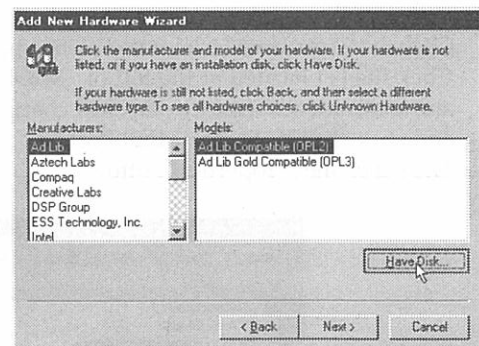 Add New Hardware Wizard
Click the manufacturer and model of your hardware. If your hardware is not
listed, or if you have an installation disk, click Have Disk.
If your hardware is still not listed, click Back, and then select a different
hardware type. To see all hardware choices, click Unknown Hardware.
Manufacturers:
Ad Lib
Aztech Labs
Compaq
Creative Labs
DSP Group
ESS Technology, Inc.
Intel
Models:
Ad Lib Compatible (OPL2)
Ad Lib Gold Compatible (OPL3)
Have Disk...
< Back
Next >
Cancel